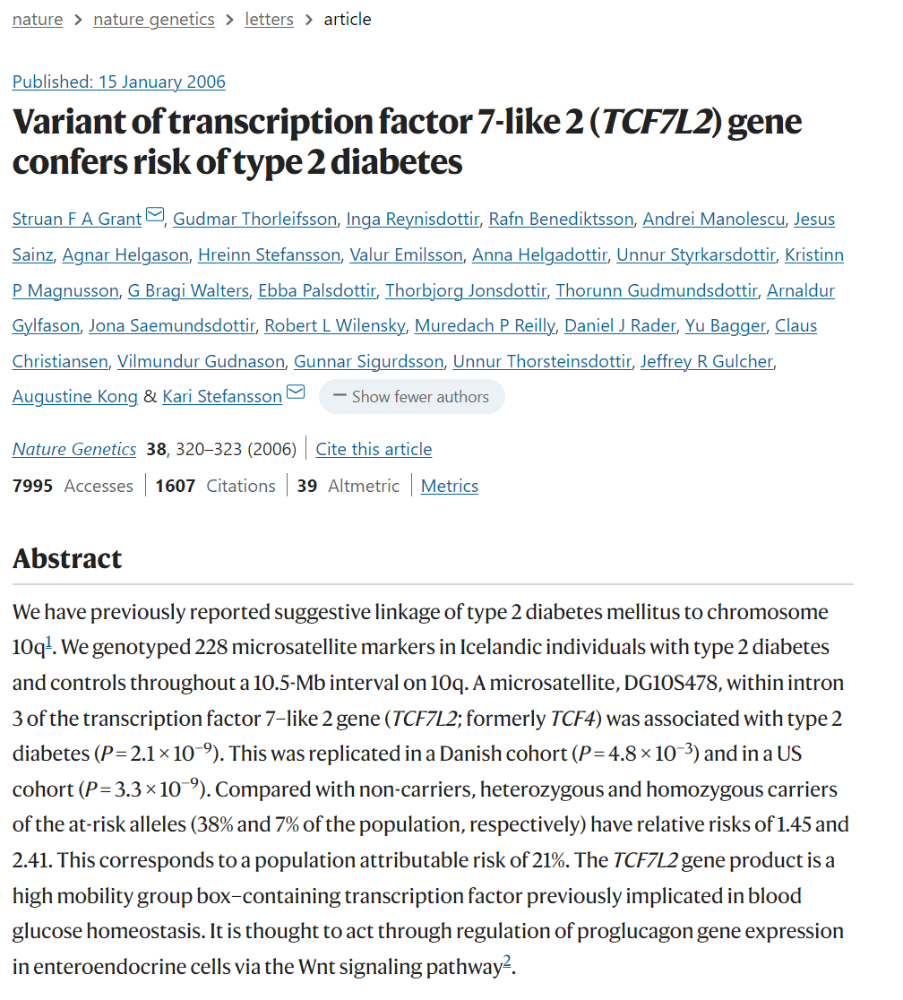 nature > nature genetics > letters > article
Published: 15 January 2006
Variant of transcription factor 7-like 2 (TCF7L2) gene
confers risk of type 2 diabetes
Struan F A Grant, Gudmar Thorleifsson, Inga Reynisdottir, Rafn Benediktsson, Andrei Manolescu, Jesus
Sainz, Agnar Helgason, Hreinn Stefansson, Valur Emilsson, Anna Helgadottir, Unnur Styrkarsdottir, Kristinn
P Magnusson, G Bragi Walters, Ebba Palsdottir, Thorbjorg Jonsdottir, Thorunn Gudmundsdottir, Arnaldur
Gylfason, Jona Saemundsdottir, Robert L Wilensky, Muredach P Reilly, Daniel J Rader, Yu Bagger, Claus
Christiansen, Vilmundur Gudnason, Gunnar Sigurdsson, Unnur Thorsteinsdottir, Jeffrey R Gulcher,
Augustine Kong & Kari Stefansson — Show fewer authors
Nature Genetics 38, 320–323 (2006) | Cite this article
7995 Accesses | 1607 Citations | 39 Altmetric | Metrics
Abstract
We have previously reported suggestive linkage of type 2 diabetes mellitus to chromosome
10q¹. We genotyped 228 microsatellite markers in Icelandic individuals with type 2 diabetes
and controls throughout a 10.5-Mb interval on 10q. A microsatellite, DG10S478, within intron
3 of the transcription factor 7–like 2 gene (TCF7L2; formerly TCF4) was associated with type 2
diabetes (P = 2.1 × 10⁻⁹). This was replicated in a Danish cohort (P = 4.8 × 10⁻³) and in a US
cohort (P = 3.3 × 10⁻⁹). Compared with non-carriers, heterozygous and homozygous carriers
of the at-risk alleles (38% and 7% of the population, respectively) have relative risks of 1.45 and
2.41. This corresponds to a population attributable risk of 21%. The TCF7L2 gene product is a
high mobility group box–containing transcription factor previously implicated in blood
glucose homeostasis. It is thought to act through regulation of proglucagon gene expression
in enteroendocrine cells via the Wnt signaling pathway².